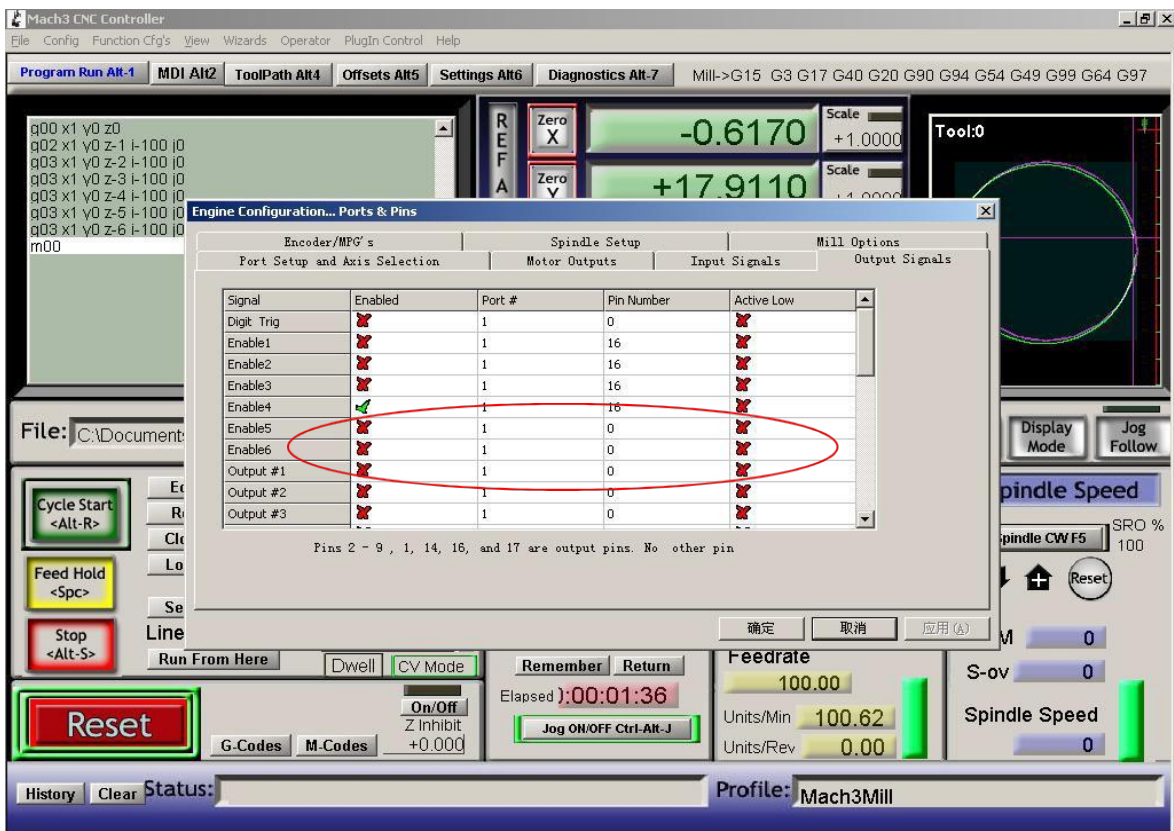 Mach3 CNC Controller
File Config Function Cfg's View Wizards Operator PlugIn Control Help
Program Run Alt-1 MDI Alt2 ToolPath Alt4 Offsets Alt5 Settings Alt6 Diagnostics Alt-7 Mill->G15 G3 G17 G40 G20 G90 G94 G54 G49 G99 G64 G97
g00 x1 y0 z0
g02 x1 y0 z-1 i-100 j0
g03 x1 y0 z-2 i-100 j0
g03 x1 y0 z-3 i-100 j0
g03 x1 y0 z-4 i-100 j0
g03 x1 y0 z-5 i-100 j0
g03 x1 y0 z-6 i-100 j0
m00
R E F A
Zero X -0.6170 Scale +1.0000
Zero Y +17.9110 Scale +1.0000
Tool:0
Engine Configuration... Ports & Pins
Encoder/MPG's Spindle Setup Mill Options
Port Setup and Axis Selection Motor Outputs Input Signals Output Signals
Signal Enabled Port # Pin Number Active Low
Digit Trig 1 0
Enable1 1 16
Enable2 1 16
Enable3 1 16
Enable4 1 16
Enable5 1 0
Enable6 1 0
Output #1 1 0
Output #2 1 0
Output #3 1 0
Pins 2 - 9 , 1, 14, 16, and 17 are output pins. No other pin
确定 取消 应用(A)
File: C:\Document
Display Mode Jog Follow
Cycle Start <Alt-R>
Feed Hold <Spc>
Stop <Alt-S>
Line
Run From Here
Dwell CV Mode
Reset
On/Off
Z Inhibit
+0.000
G-Codes M-Codes
Remember Return
Elapsed ):00:01:36
Jog ON/OFF Ctrl-Alt-J
Feedrate
100.00
Units/Min 100.62
Units/Rev 0.00
pindle Speed
pindle CW F5
SRO %
100
Reset
M 0
S-ov 0
Spindle Speed
0
History Clear Status:
Profile: Mach3Mill